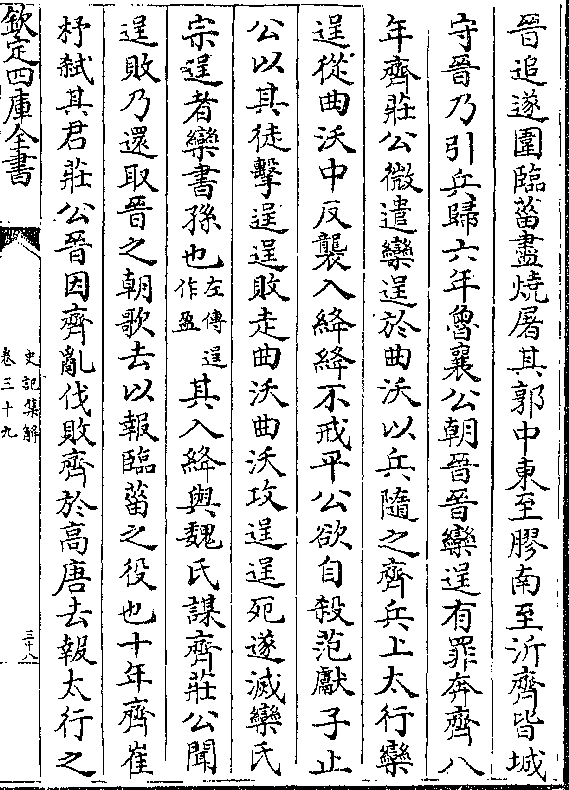 晉追遂圍臨菑盡燒屠其郭中東至膠南至沂齊皆城
守晉乃引兵歸六年魯襄公朝晉晉欒逞有罪奔齊八
年齊莊公微遣欒逞於曲沃以兵隨之齊兵上太行欒
逞從曲沃中反襲入絳絳不戒平公欲自殺范獻子止
公以其徒擊逞逞敗走曲沃曲沃攻逞逞死遂滅欒氏
宗逞者欒書孫也左傳逞作盈其入絳與魏氏謀齊莊公聞
逞敗乃還取晉之朝歌去以報臨菑之役也十年齊崔
杼弑其君莊公晉因齊亂伐敗齊於高唐去報太行之
欽定四庫全書
史記集解
卷三十九
三十八